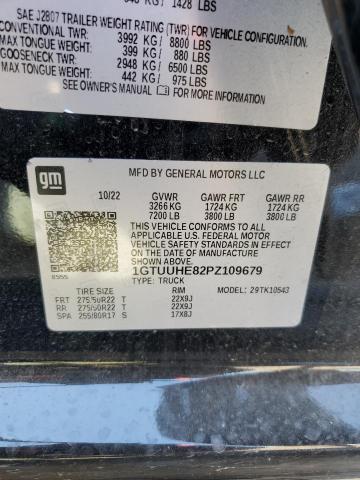 KG / 1428 LBS
SAE J2807 TRAILER WEIGHT RATING (TWR) FOR VEHICLE CONFIGURATION.
CONVENTIONAL TWR: 3992 KG / 8800 LBS
MAX TONGUE WEIGHT: 399 KG / 880 LBS
GOOSENECK TWR: 2948 KG / 6500 LBS
MAX TONGUE WEIGHT: 442 KG / 975 LBS
SEE OWNER'S MANUAL FOR ADDITIONAL INFORMATION.
gm
MFD BY GENERAL MOTORS LLC
10/22 GVWR GAWR FRT GAWR RR
3266 KG 1724 KG 1724 KG
7200 LB 3800 LB 3800 LB
THIS VEHICLE CONFORMS TO ALL
APPLICABLE U.S. FEDERAL MOTOR
VEHICLE SAFETY STANDARDS IN
EFFECT ON THE DATE OF
MANUFACTURE SHOWN ABOVE.
1GTUUHE82PZ109679
TYPE: TRUCK MODEL: 29TK10543
TIRE SIZE RIM
FRT 275/50R22 T 22X9J
RR 275/50R22 T 22X9J
SPA 255/80R17 S 17X8J